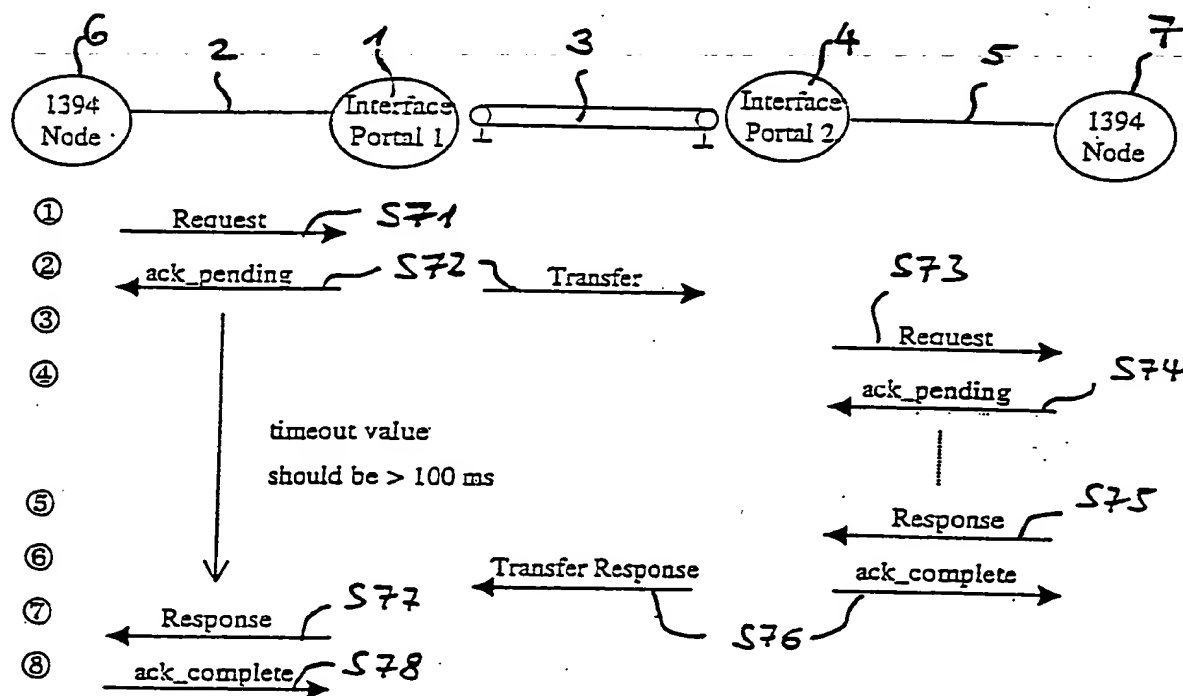 6 2 1 3 4 5 7
1394 Node
Interface Portal 1
Interface Portal 2
1394 Node
① Request S71
② ack_pending S72 Transfer
S73
③ Request
④ S74
ack_pending
timeout value
should be > 100 ms
⑤ Response S75
⑥ Transfer Response ack_complete
⑦ Response S77 S76
⑧ ack_complete S78